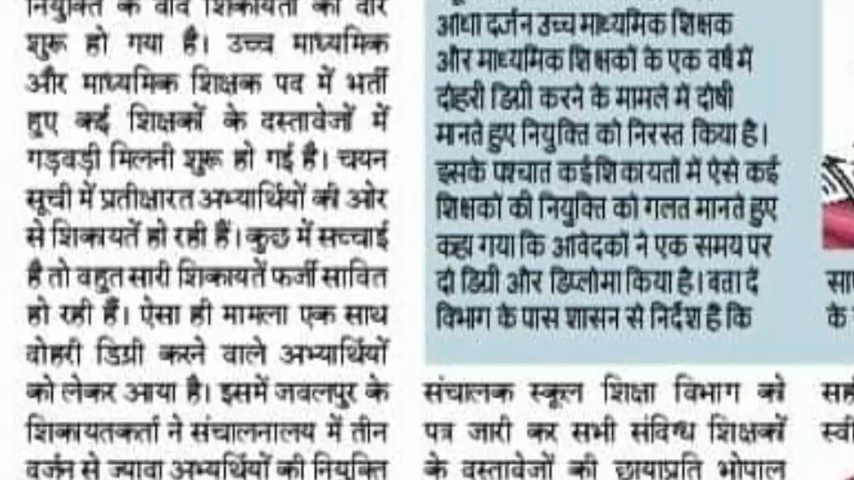 नियुक्ति के बाद शिकायतों का दौर
शुरू हो गया है। उच्च माध्यमिक
और माध्यमिक शिक्षक पद में भर्ती
हुए कई शिक्षकों के दस्तावेजों में
गड़बड़ी मिलनी शुरू हो गई है। चयन
सूची में प्रतीक्षारत अभ्यार्थियों की ओर
से शिकायतें हो रही हैं। कुछ में सच्चाई
है तो बहुत सारी शिकायतें फर्जी साबित
हो रही हैं। ऐसा ही मामला एक साथ
दोहरी डिग्री करने वाले अभ्यार्थियों
को लेकर आया है। इसमें जबलपुर के
शिकायतकर्ता ने संचालनालय में तीन
दर्जन से ज्यादा अभ्यर्थियों की नियुक्ति
आधा दर्जन उच्च माध्यमिक शिक्षक
और माध्यमिक शिक्षकों के एक वर्ष में
दोहरी डिग्री करने के मामले में दोषी
मानते हुए नियुक्ति को निरस्त किया है।
इसके पश्चात कई शिकायतों में ऐसे कई
शिक्षकों की नियुक्ति को गलत मानते हुए
कहा गया कि आवेदकों ने एक समय पर
दो डिग्री और डिप्लोमा किया है। बता दें
विभाग के पास शासन से निर्देश है कि
संचालक स्कूल शिक्षा विभाग को
पत्र जारी कर सभी संदिग्ध शिक्षकों
के दस्तावेजों की छायाप्रति भोपाल
के